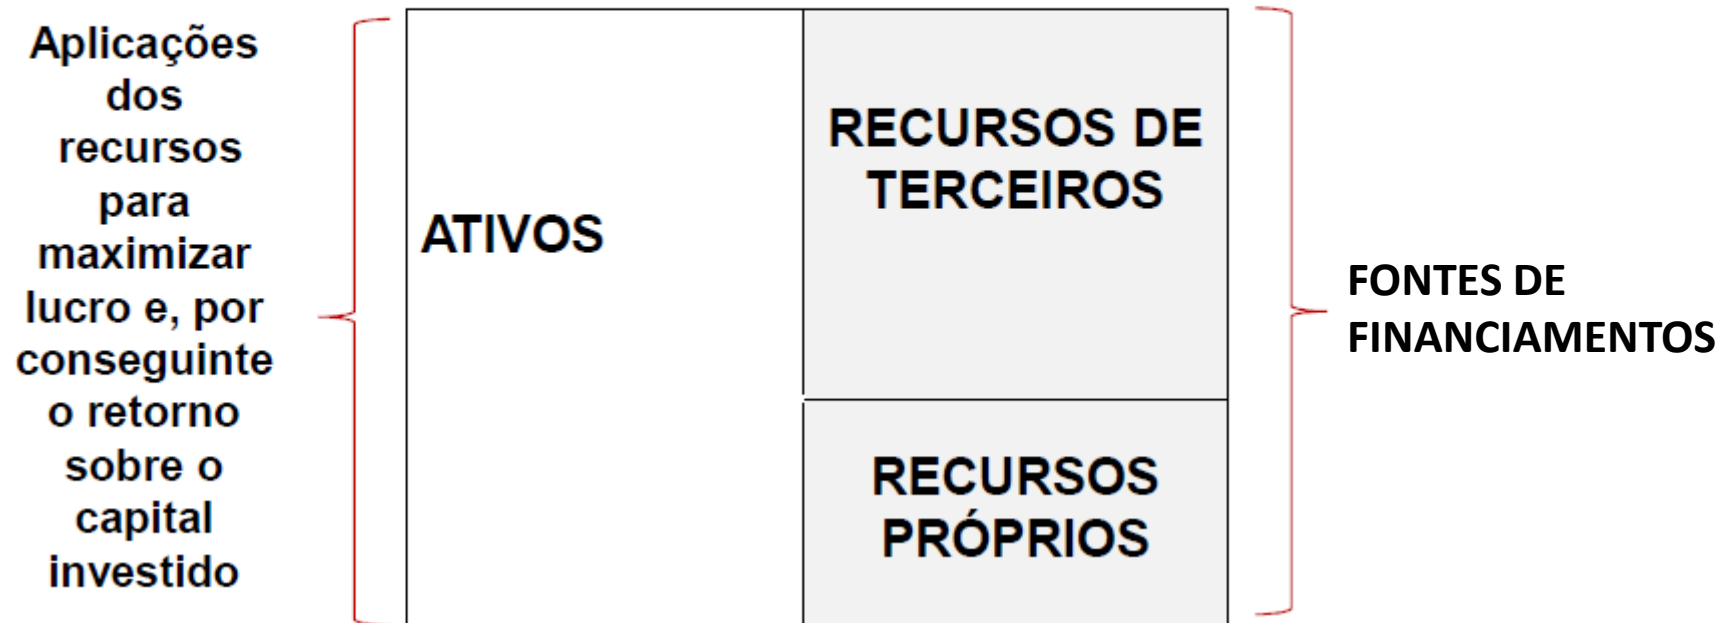 Aplicações
dos
recursos
para
maximizar
lucro e, por
conseguinte
o retorno
sobre o
capital
investido
ATIVOS
RECURSOS DE
TERCEIROS
RECURSOS
PRÓPRIOS
FONTES DE
FINANCIAMENTOS